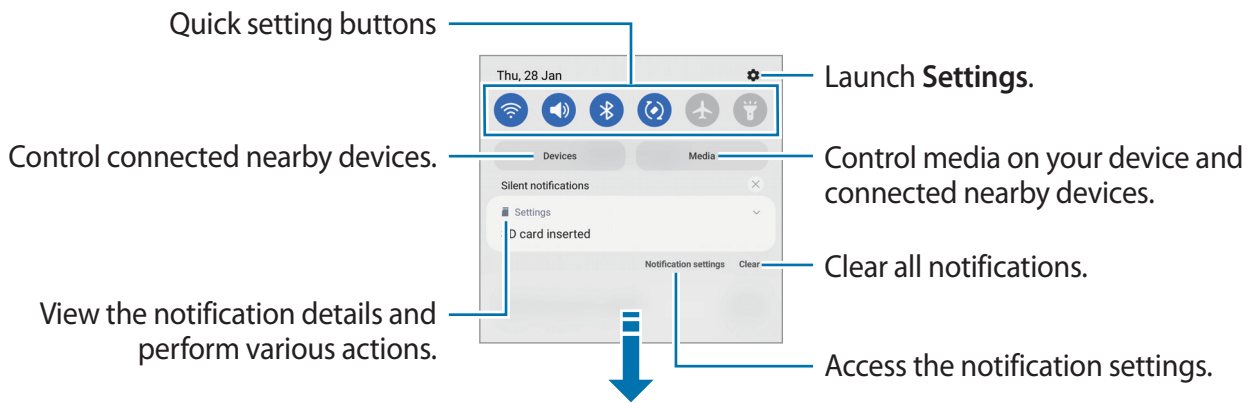 Quick setting buttons
Thu, 28 Jan
Launch Settings.
Control connected nearby devices.
Devices
Media
Control media on your device and
connected nearby devices.
Silent notifications
Settings
D card inserted
Notification settings
Clear
Clear all notifications.
View the notification details and
perform various actions.
Access the notification settings.